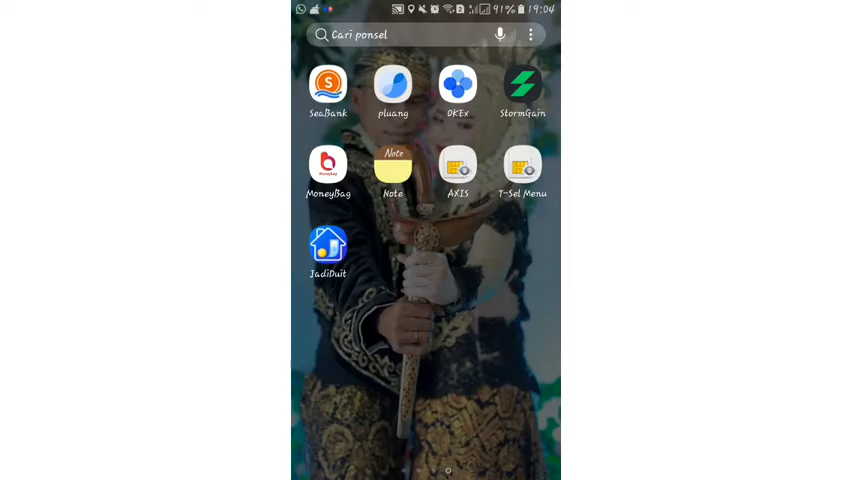 91% 19:04
Cari ponsel
S
SeaBank
pluang
OKEx
StormGain
Note
MoneyBag
Note
AXIS
T-Sel Menu
JadiDuit